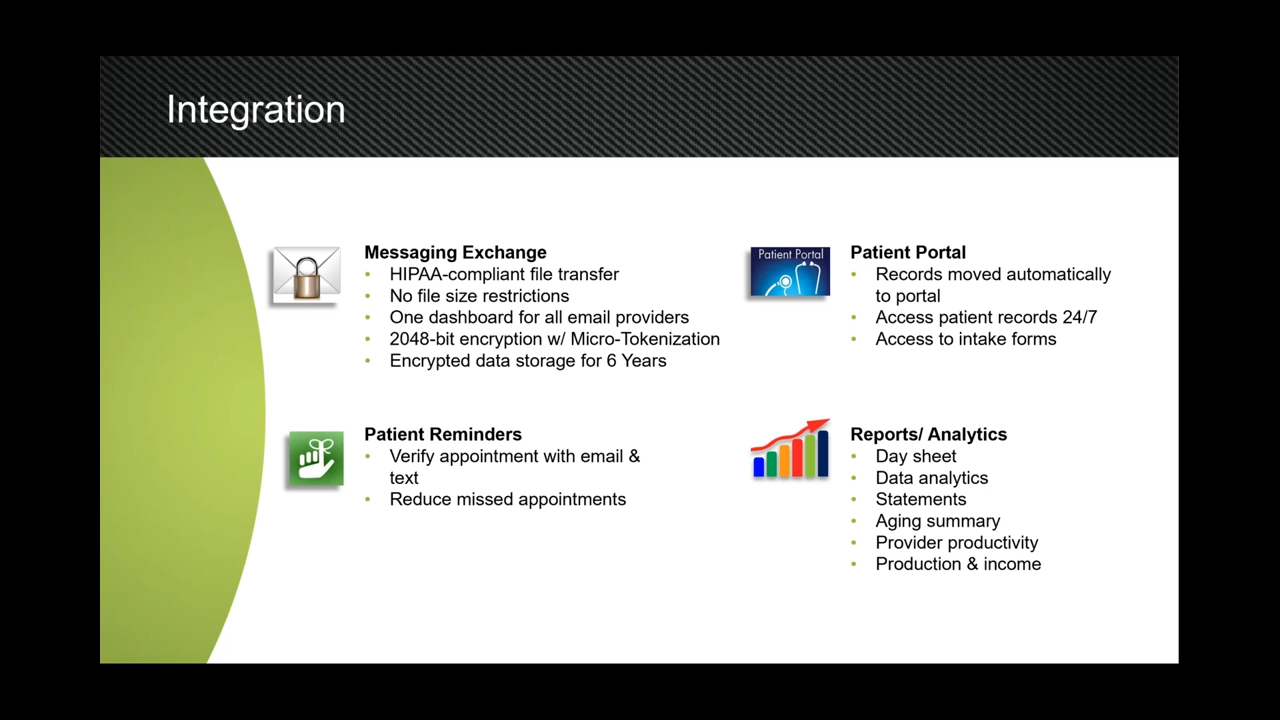 Integration
Messaging Exchange
HIPAA-compliant file transfer
No file size restrictions
One dashboard for all email providers
2048-bit encryption w/ Micro-Tokenization
Encrypted data storage for 6 Years
Patient Portal
Patient Portal
Records moved automatically
to portal
Access patient records 24/7
Access to intake forms
Patient Reminders
Verify appointment with email &
text
Reduce missed appointments
Reports/ Analytics
Day sheet
Data analytics
Statements
Aging summary
Provider productivity
Production & income